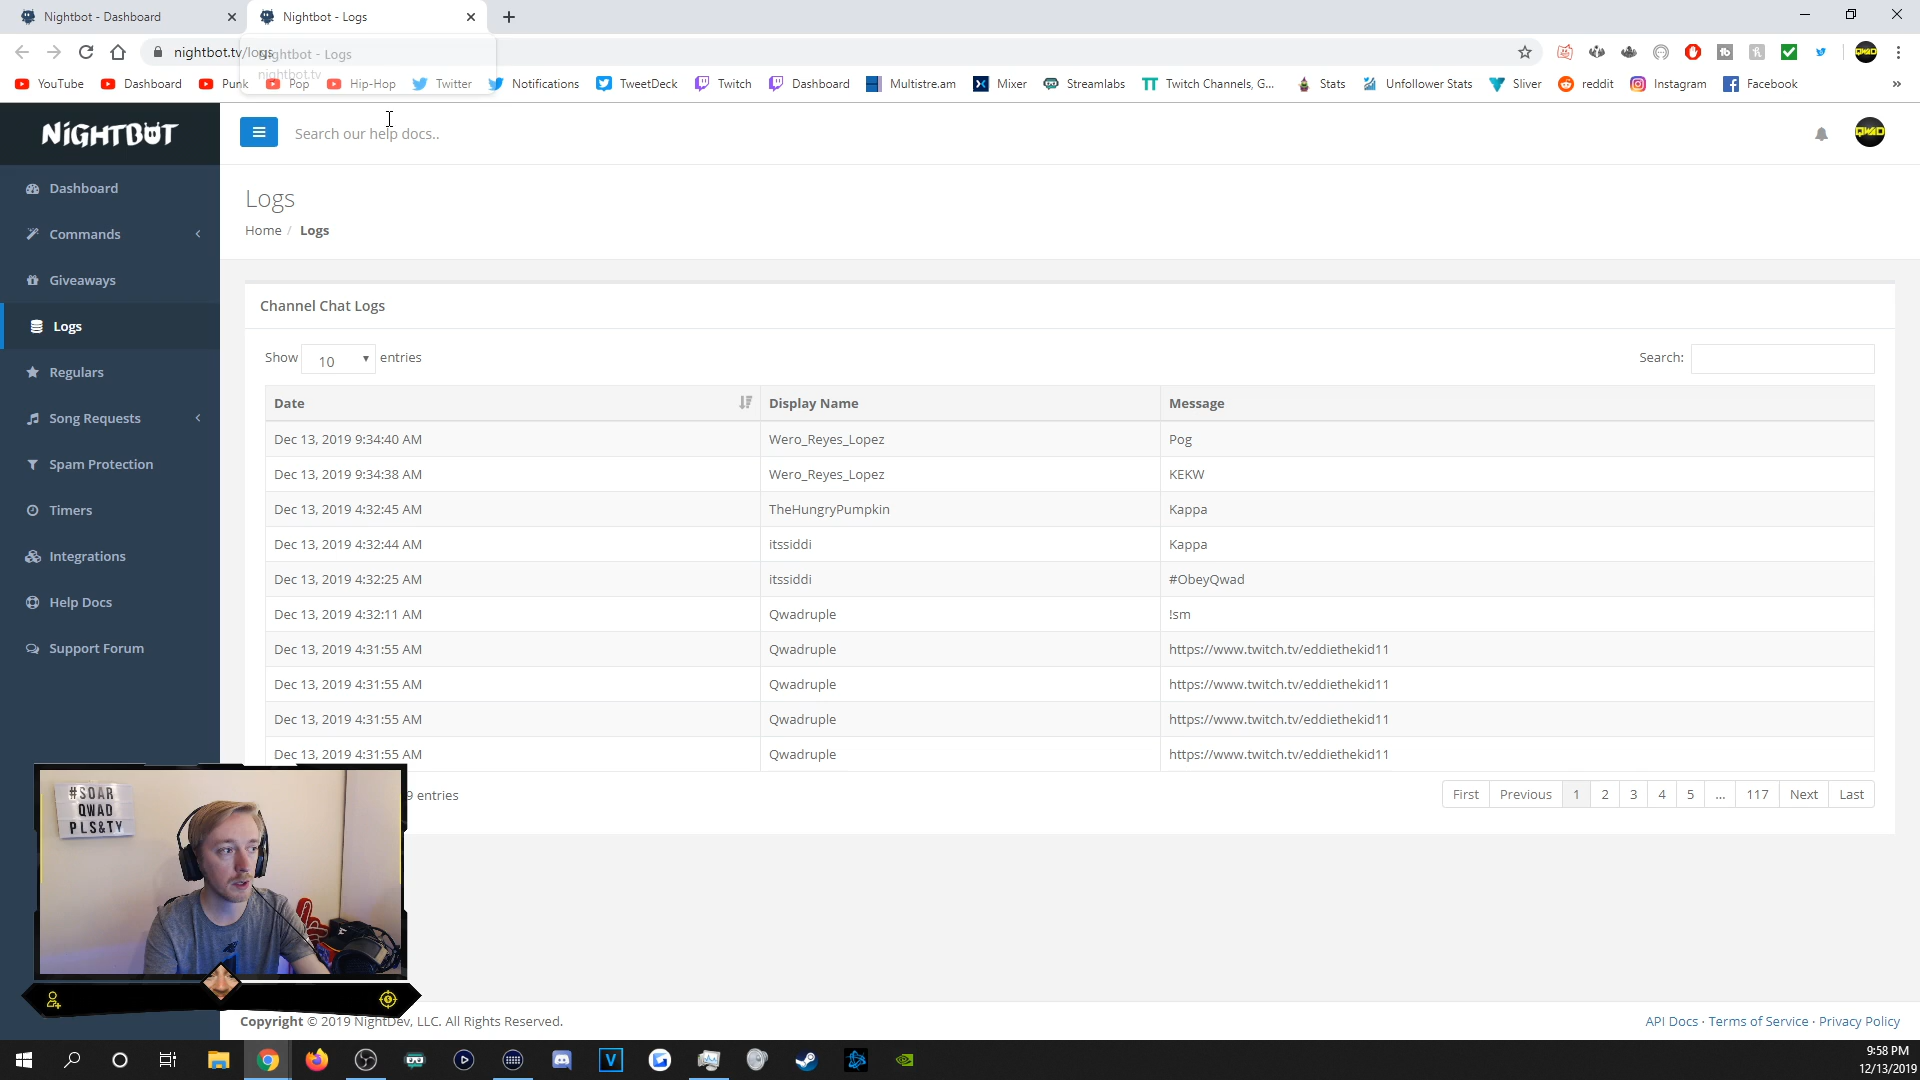 Nightbot - Dashboard
Nightbot - Logs
nightbot.tv/logs
Nightbot - Logs
nightbot.tv
YouTube
Dashboard
Punk
Pop
Hip-Hop
Twitter
Notifications
TweetDeck
Twitch
Dashboard
Multistre.am
Mixer
Streamlabs
Twitch Channels, G...
Stats
Unfollower Stats
Sliver
reddit
Instagram
Facebook
»
NIGHTBOT
Search our help docs..
QWAD
Dashboard
Commands
Giveaways
Logs
Regulars
Song Requests
Spam Protection
Timers
Integrations
Help Docs
Support Forum
Logs
Home / Logs
Channel Chat Logs
Show 10 entries
Search:
Date Display Name Message
Dec 13, 2019 9:34:40 AM Wero_Reyes_Lopez Pog
Dec 13, 2019 9:34:38 AM Wero_Reyes_Lopez KEKW
Dec 13, 2019 4:32:45 AM TheHungryPumpkin Kappa
Dec 13, 2019 4:32:44 AM itssiddi Kappa
Dec 13, 2019 4:32:25 AM itssiddi #ObeyQwad
Dec 13, 2019 4:32:11 AM Qwadruple !sm
Dec 13, 2019 4:31:55 AM Qwadruple https://www.twitch.tv/eddiethekid11
Dec 13, 2019 4:31:55 AM Qwadruple https://www.twitch.tv/eddiethekid11
Dec 13, 2019 4:31:55 AM Qwadruple https://www.twitch.tv/eddiethekid11
Dec 13, 2019 4:31:55 AM Qwadruple https://www.twitch.tv/eddiethekid11
9 entries
First Previous 1 2 3 4 5 ... 117 Next Last
#SOAR
QWAD
PLS&TY
Copyright © 2019 NightDev, LLC. All Rights Reserved.
API Docs · Terms of Service · Privacy Policy
9:58 PM
12/13/2019